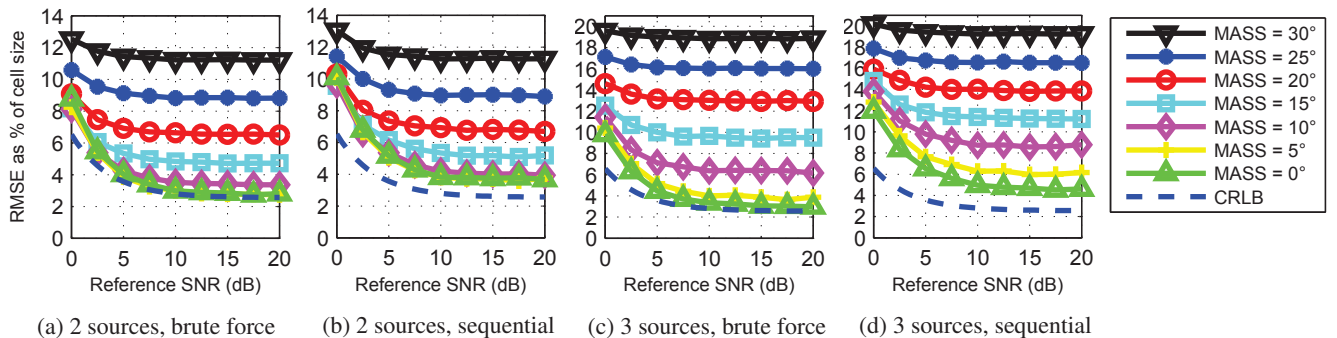 RMSE as % of cell size
14
12
10
8
6
4
2
0
0 5 10 15 20
Reference SNR (dB)
(a) 2 sources, brute force
14
12
10
8
6
4
2
0
0 5 10 15 20
Reference SNR (dB)
(b) 2 sources, sequential
20
18
16
14
12
10
8
6
4
2
0
0 5 10 15 20
Reference SNR (dB)
(c) 3 sources, brute force
20
18
16
14
12
10
8
6
4
2
0
0 5 10 15 20
Reference SNR (dB)
(d) 3 sources, sequential
MASS = 30°
MASS = 25°
MASS = 20°
MASS = 15°
MASS = 10°
MASS = 5°
MASS = 0°
CRLB